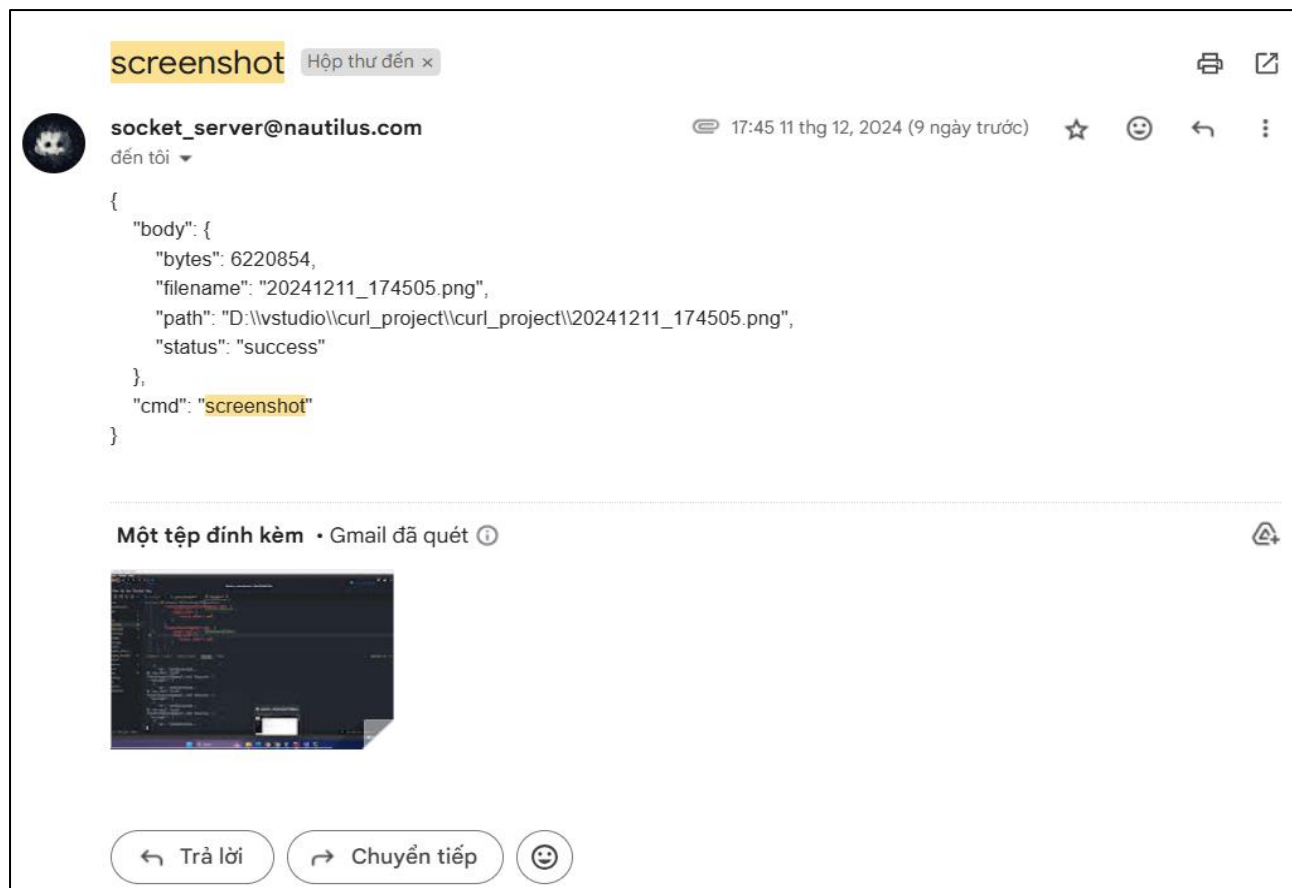 screenshot Hộp thư đến ×
socket_server@nautilus.com 17:45 11 thg 12, 2024 (9 ngày trước)
đến tôi
{
"body": {
"bytes": 6220854,
"filename": "20241211_174505.png",
"path": "D:\\vstudio\\curl_project\\curl_project\\20241211_174505.png",
"status": "success"
},
"cmd": "screenshot"
}
Một tệp đính kèm • Gmail đã quét
Trả lời Chuyển tiếp